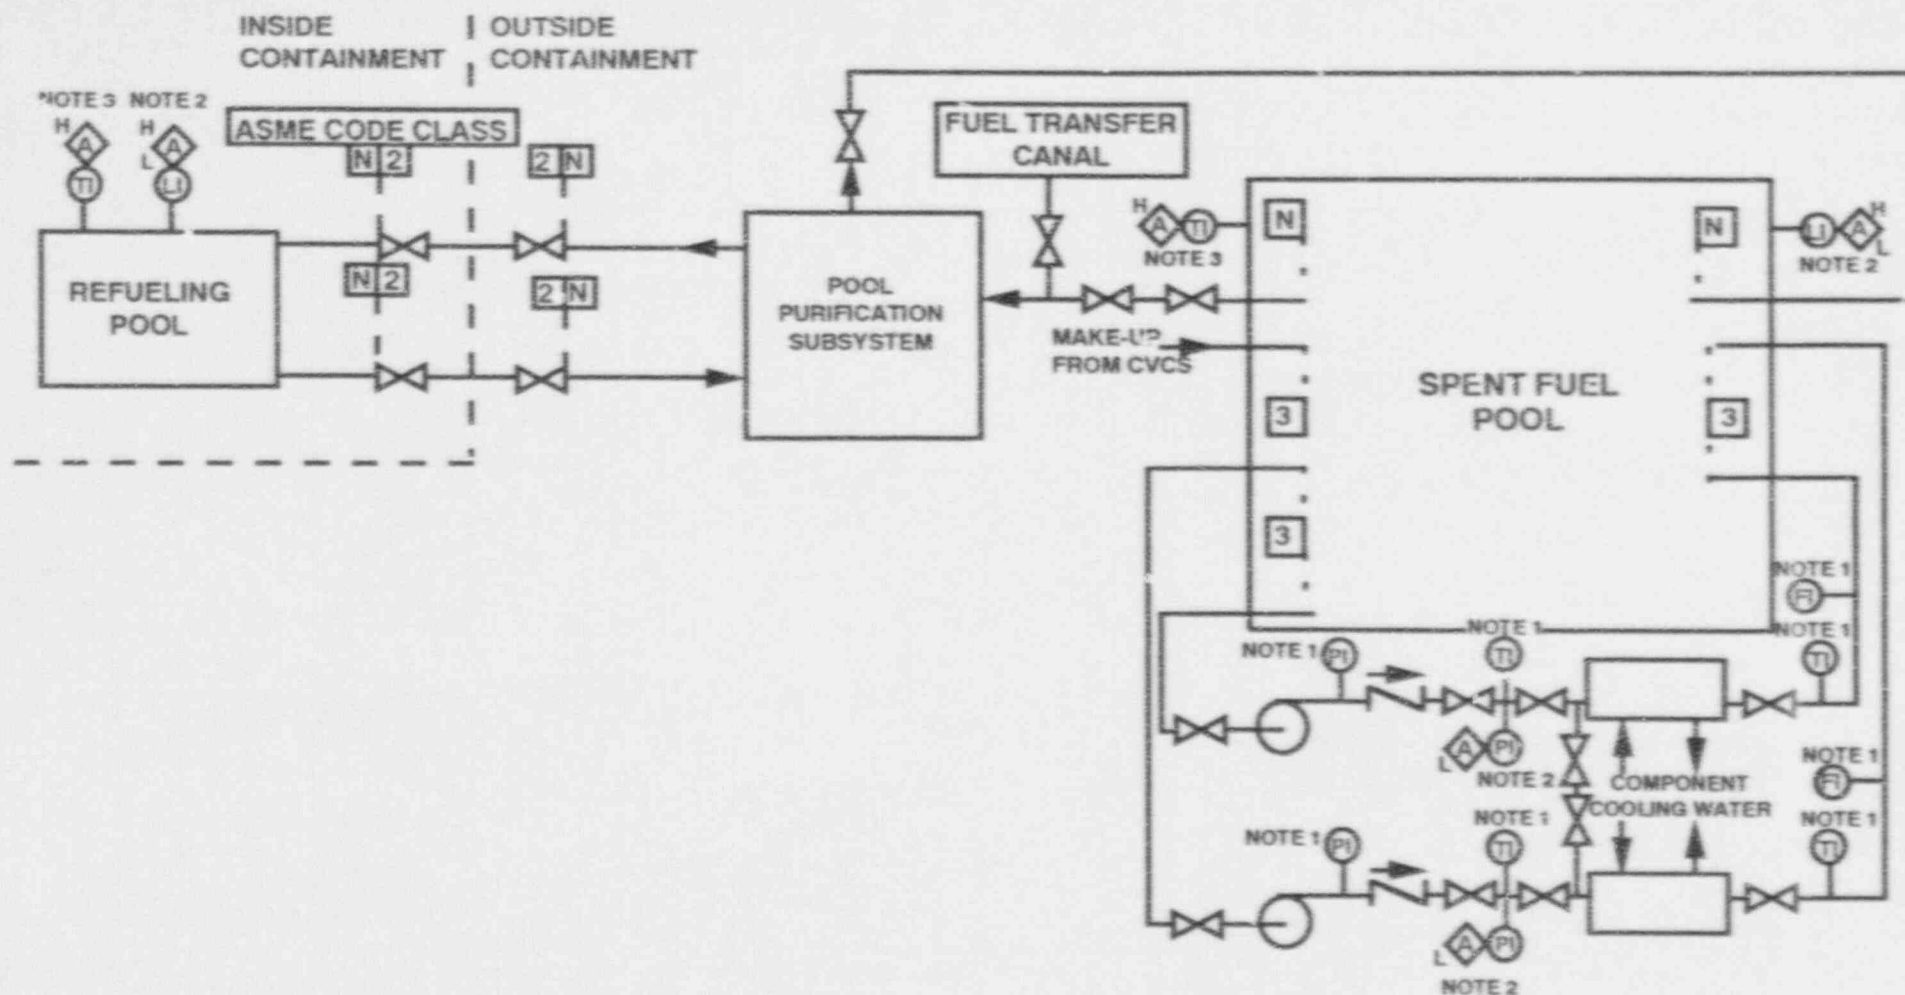 INSIDE
CONTAINMENT
OUTSIDE
CONTAINMENT
NOTE 3 NOTE 2
H
A
TI
H
A
L
LI
ASME CODE CLASS
N 2
2 N
N 2
2 N
REFUELING
POOL
POOL
PURIFICATION
SUBSYSTEM
FUEL TRANSFER
CANAL
H
A
TI
NOTE 3
MAKE-UP
FROM CVCS
N
N
LI
A
H
L
NOTE 2
SPENT FUEL
POOL
3
3
3
NOTE 1
FI
NOTE 1
TI
NOTE 1
PI
NOTE 1
TI
L
A
PI
NOTE 2
COMPONENT
COOLING WATER
NOTE 1
FI
NOTE 1
TI
NOTE 1
PI
NOTE 1
TI
L
A
PI
NOTE 2